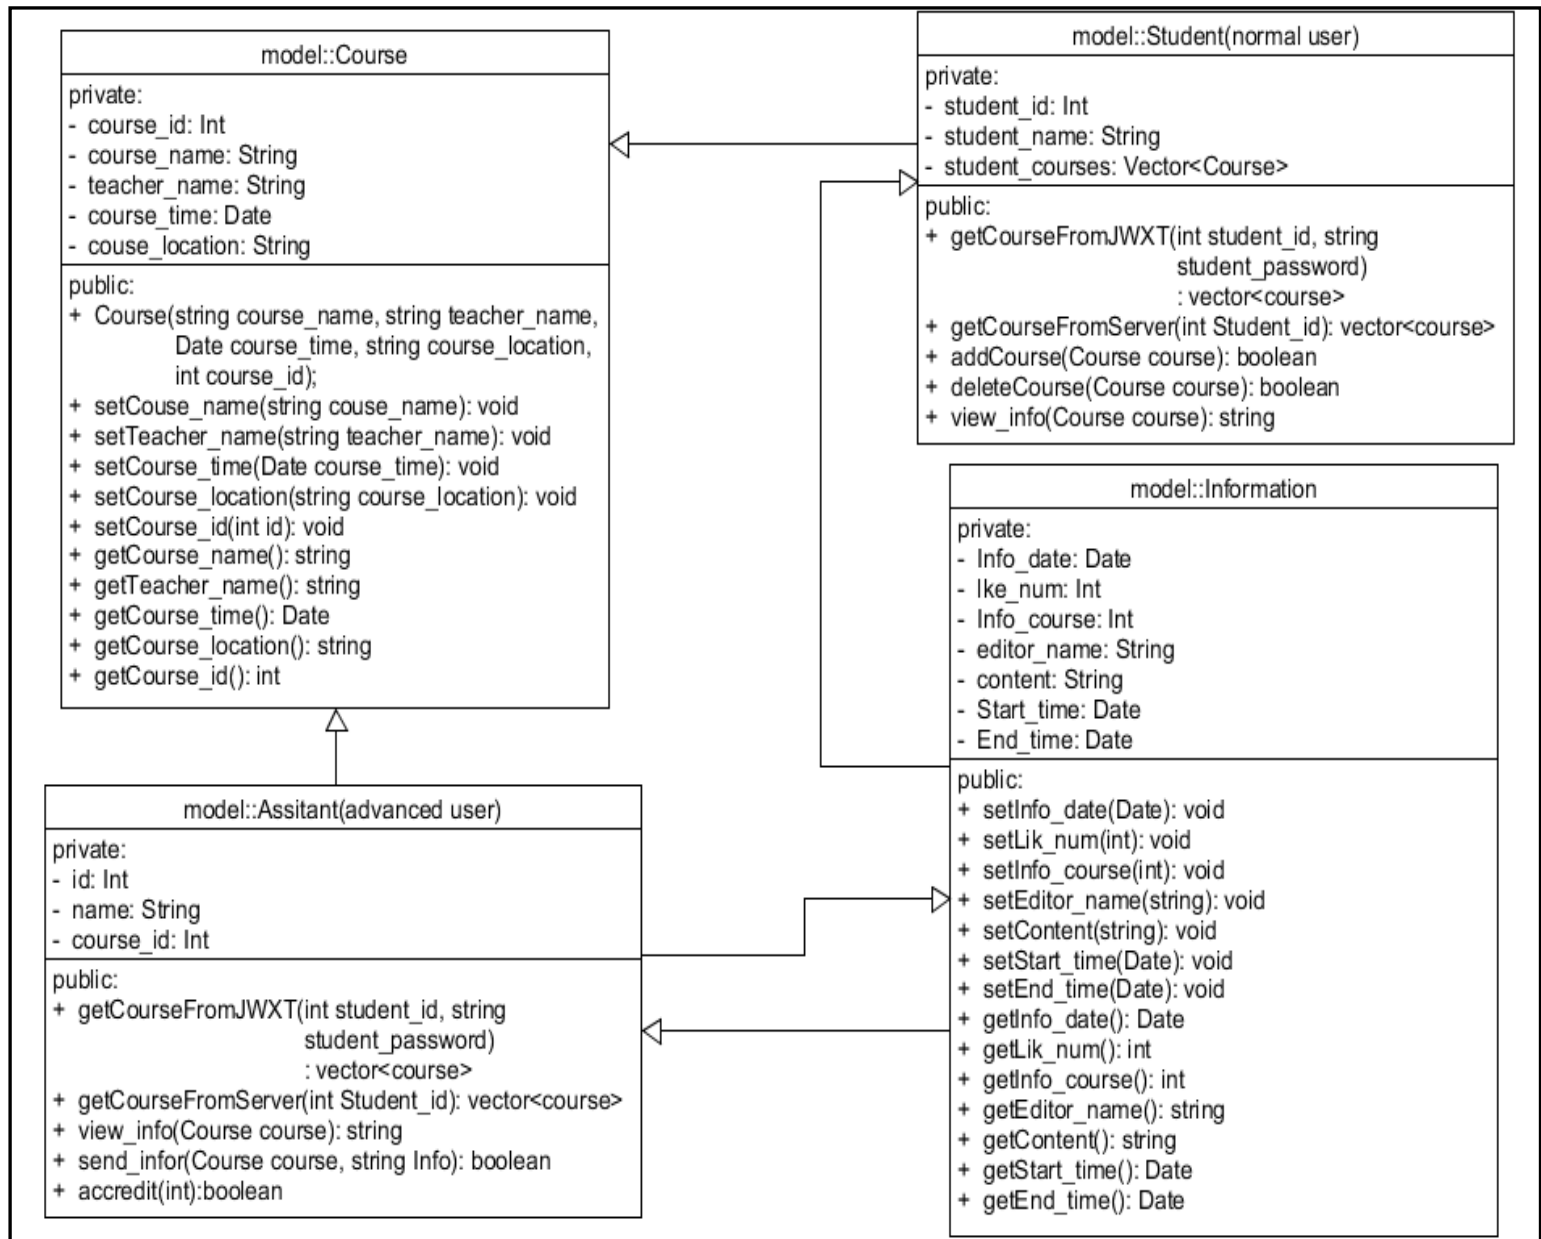 model::Course
private:
- course_id: Int
- course_name: String
- teacher_name: String
- course_time: Date
- couse_location: String
public:
+ Course(string course_name, string teacher_name,
Date course_time, string course_location,
int course_id);
+ setCouse_name(string couse_name): void
+ setTeacher_name(string teacher_name): void
+ setCourse_time(Date course_time): void
+ setCourse_location(string course_location): void
+ setCourse_id(int id): void
+ getCourse_name(): string
+ getTeacher_name(): string
+ getCourse_time(): Date
+ getCourse_location(): string
+ getCourse_id(): int
model::Student(normal user)
private:
- student_id: Int
- student_name: String
- student_courses: Vector<Course>
public:
+ getCourseFromJWXT(int student_id, string
student_password)
: vector<course>
+ getCourseFromServer(int Student_id): vector<course>
+ addCourse(Course course): boolean
+ deleteCourse(Course course): boolean
+ view_info(Course course): string
model::Assitant(advanced user)
private:
- id: Int
- name: String
- course_id: Int
public:
+ getCourseFromJWXT(int student_id, string
student_password)
: vector<course>
+ getCourseFromServer(int Student_id): vector<course>
+ view_info(Course course): string
+ send_infor(Course course, string Info): boolean
+ accredit(int):boolean
model::Information
private:
- Info_date: Date
- Ike_num: Int
- Info_course: Int
- editor_name: String
- content: String
- Start_time: Date
- End_time: Date
public:
+ setInfo_date(Date): void
+ setLik_num(int): void
+ setInfo_course(int): void
+ setEditor_name(string): void
+ setContent(string): void
+ setStart_time(Date): void
+ setEnd_time(Date): void
+ getInfo_date(): Date
+ getLik_num(): int
+ getInfo_course(): int
+ getEditor_name(): string
+ getContent(): string
+ getStart_time(): Date
+ getEnd_time(): Date